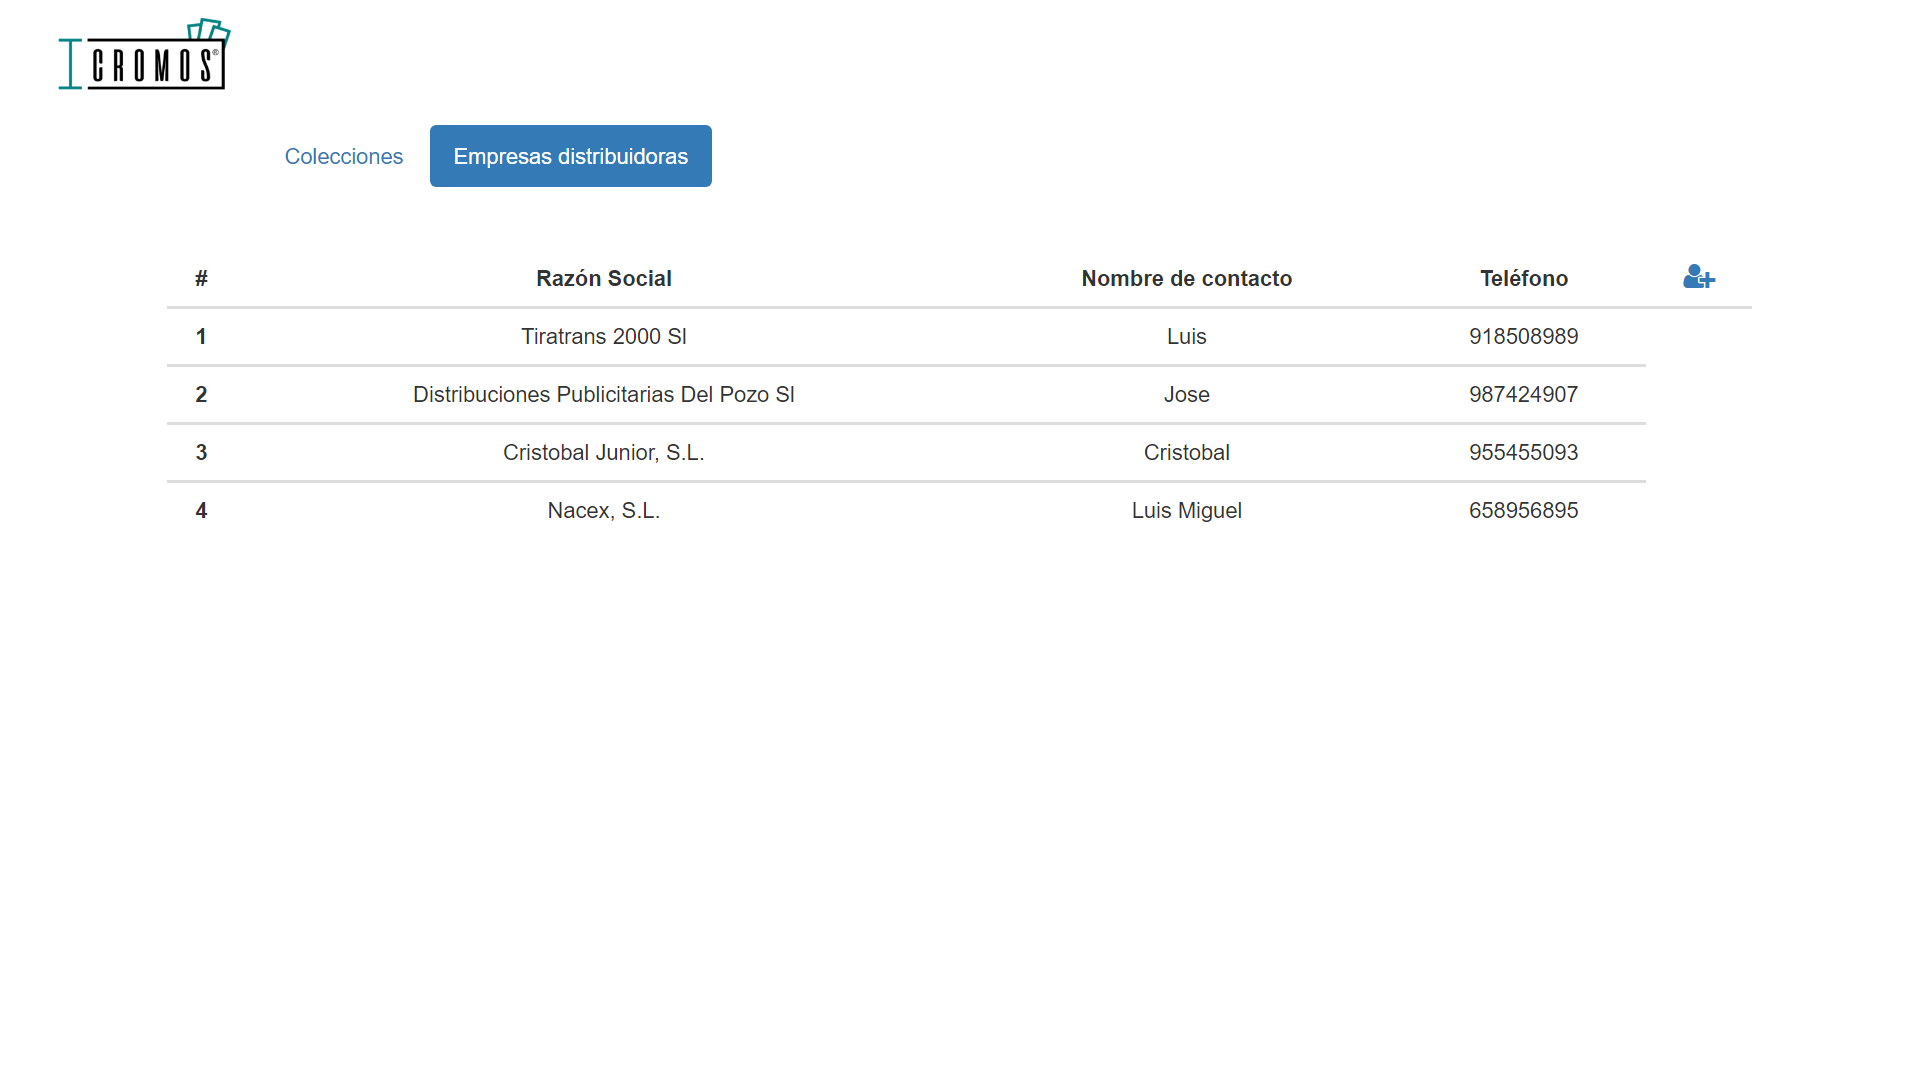 CROMOS®
Colecciones Empresas distribuidoras
# Razón Social Nombre de contacto Teléfono
1 Tiratrans 2000 Sl Luis 918508989
2 Distribuciones Publicitarias Del Pozo Sl Jose 987424907
3 Cristobal Junior, S.L. Cristobal 955455093
4 Nacex, S.L. Luis Miguel 658956895